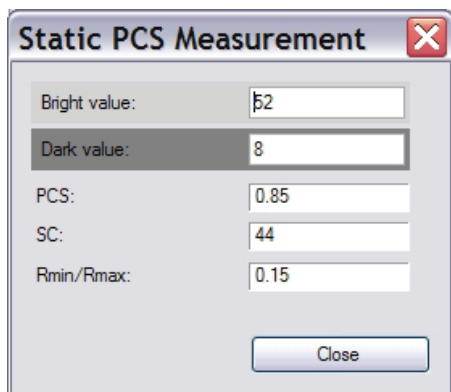 Static PCS Measurement
Bright value: 52
Dark value: 8
PCS: 0.85
SC: 44
Rmin/Rmax: 0.15
Close